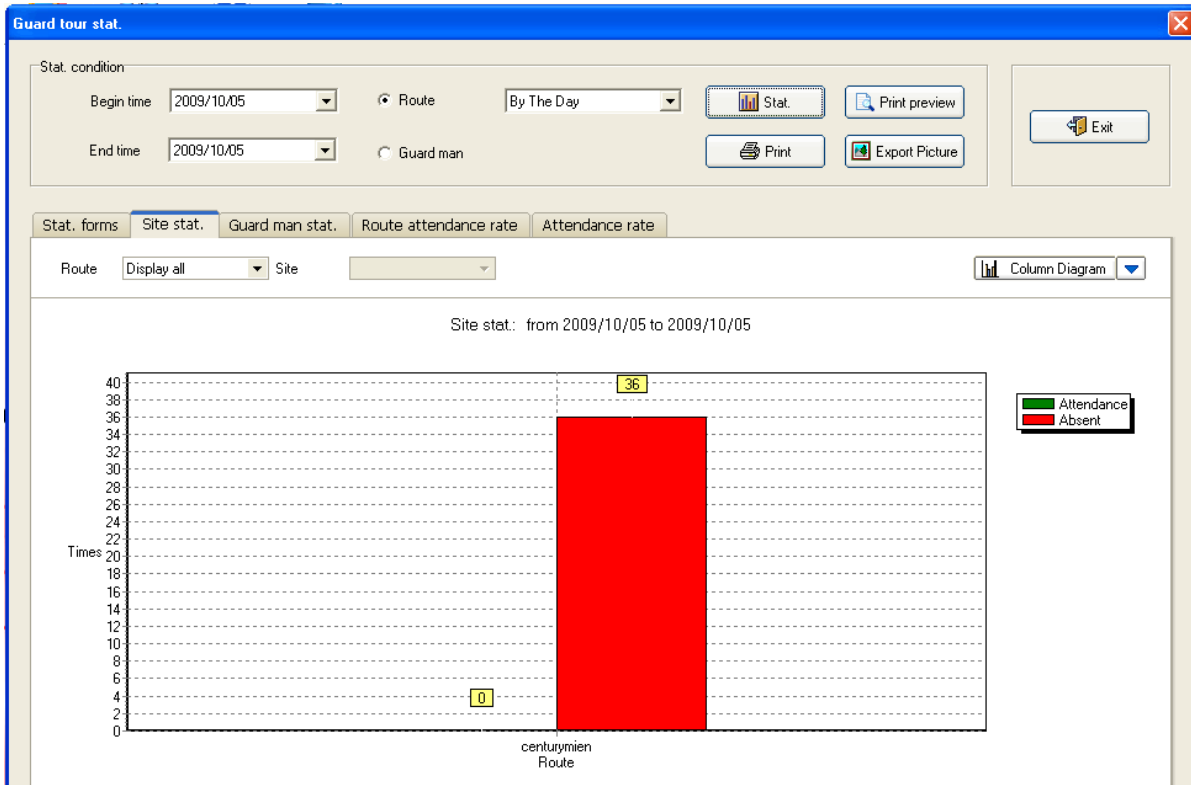 Guard tour stat.
Stat. condition
Begin time 2009/10/05 Route By The Day Stat. Print preview
Exit
End time 2009/10/05 Guard man Print Export Picture
Stat. forms Site stat. Guard man stat. Route attendance rate Attendance rate
Route Display all Site Column Diagram
Site stat.: from 2009/10/05 to 2009/10/05
40
38
36
34
32
30
28
26
24
22
20
18
16
14
12
10
8
6
4
2
0
Times
36
0
Attendance
Absent
centurymien
Route